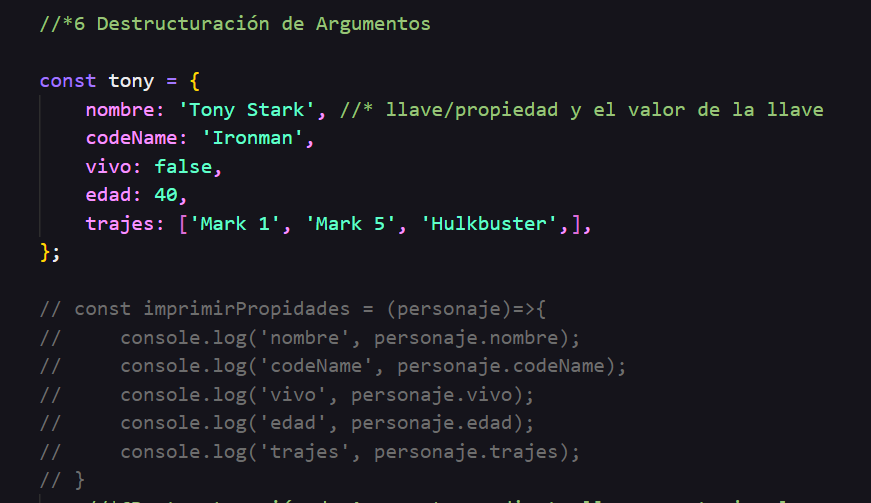 //*6 Destructuración de Argumentos
const tony = {
nombre: 'Tony Stark', //* llave/propiedad y el valor de la llave
codeName: 'Ironman',
vivo: false,
edad: 40,
trajes: ['Mark 1', 'Mark 5', 'Hulkbuster',],
};
// const imprimirPropidades = (personaje)=>{
//     console.log('nombre', personaje.nombre);
//     console.log('codeName', personaje.codeName);
//     console.log('vivo', personaje.vivo);
//     console.log('edad', personaje.edad);
//     console.log('trajes', personaje.trajes);
// }